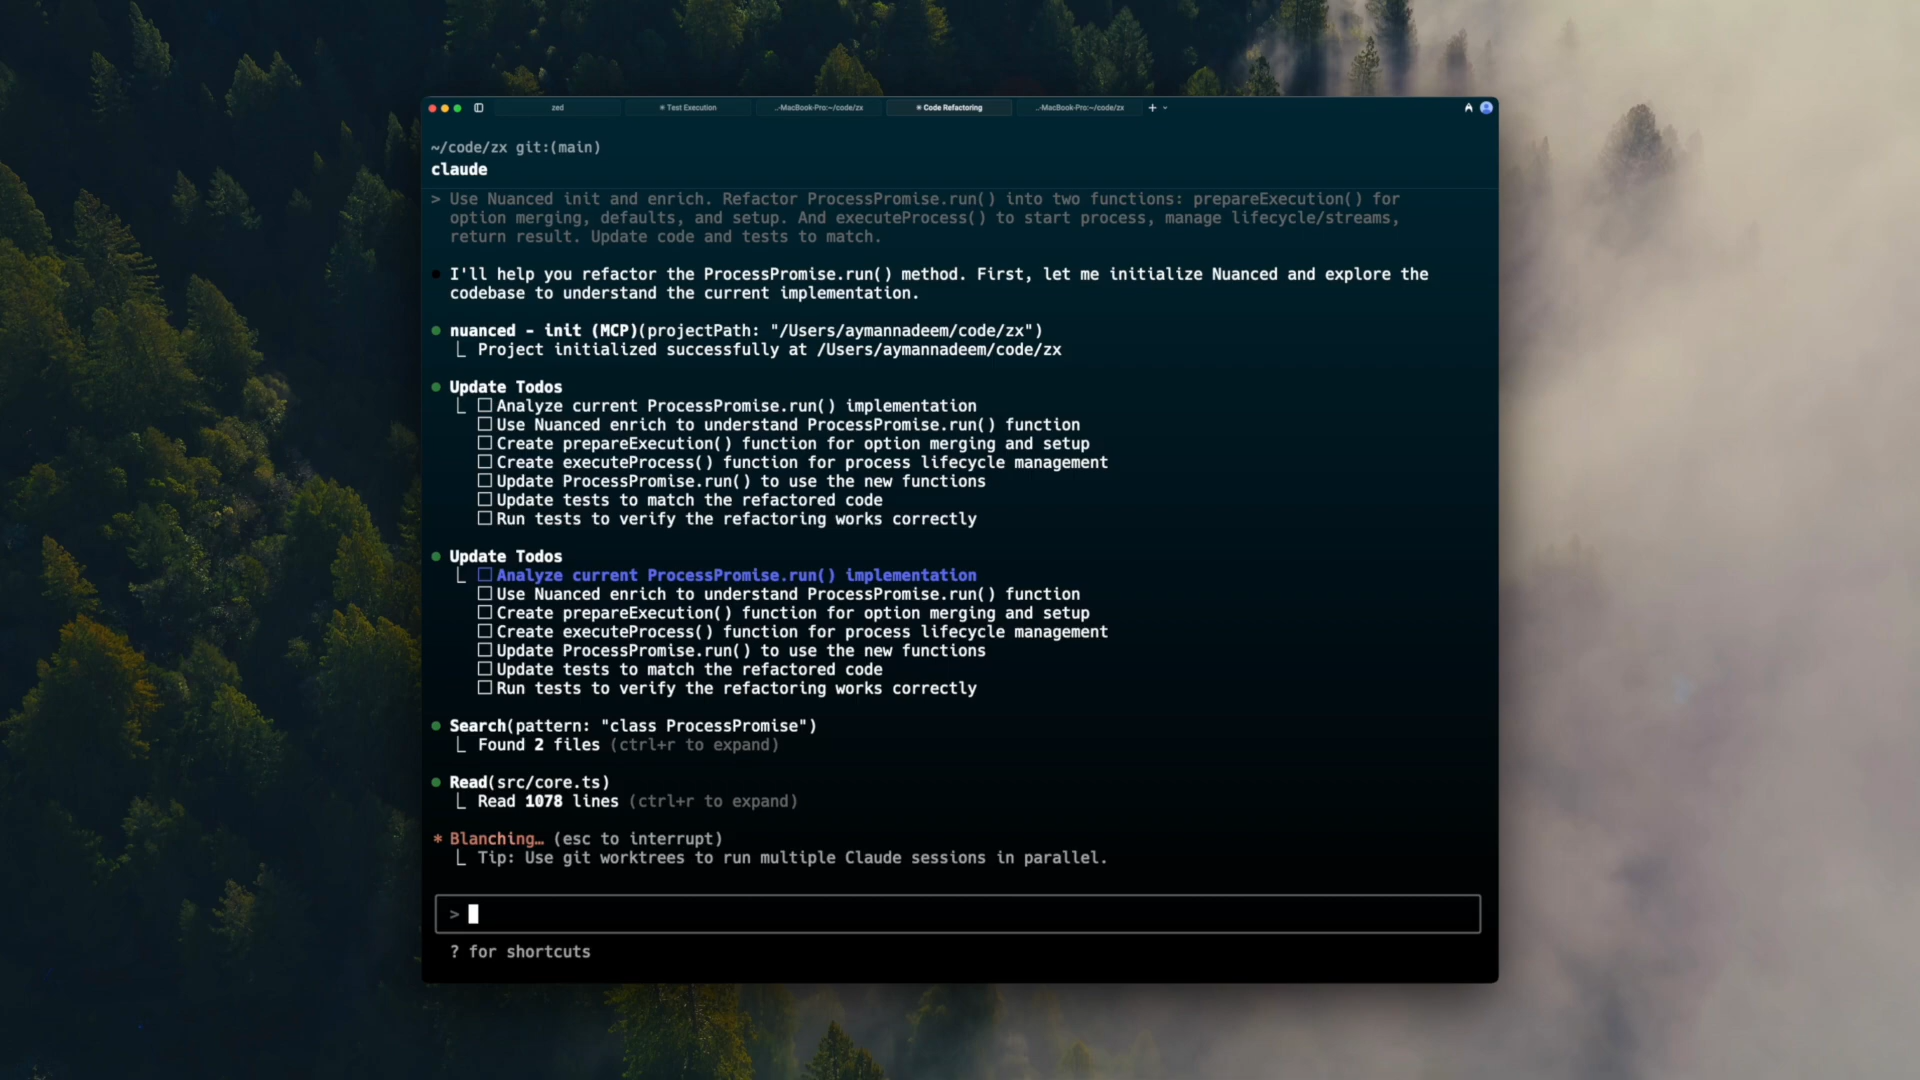 zed
✳ Test Execution
..-MacBook-Pro:~/code/zx
✳ Code Refactoring
..-MacBook-Pro:~/code/zx
~/code/zx git:(main)
claude
> Use Nuanced init and enrich. Refactor ProcessPromise.run() into two functions: prepareExecution() for
option merging, defaults, and setup. And executeProcess() to start process, manage lifecycle/streams,
return result. Update code and tests to match.
I'll help you refactor the ProcessPromise.run() method. First, let me initialize Nuanced and explore the
codebase to understand the current implementation.
nuanced - init (MCP)(projectPath: "/Users/aymannadeem/code/zx")
Project initialized successfully at /Users/aymannadeem/code/zx
Update Todos
Analyze current ProcessPromise.run() implementation
Use Nuanced enrich to understand ProcessPromise.run() function
Create prepareExecution() function for option merging and setup
Create executeProcess() function for process lifecycle management
Update ProcessPromise.run() to use the new functions
Update tests to match the refactored code
Run tests to verify the refactoring works correctly
Update Todos
Analyze current ProcessPromise.run() implementation
Use Nuanced enrich to understand ProcessPromise.run() function
Create prepareExecution() function for option merging and setup
Create executeProcess() function for process lifecycle management
Update ProcessPromise.run() to use the new functions
Update tests to match the refactored code
Run tests to verify the refactoring works correctly
Search(pattern: "class ProcessPromise")
Found 2 files (ctrl+r to expand)
Read(src/core.ts)
Read 1078 lines (ctrl+r to expand)
* Blanching… (esc to interrupt)
Tip: Use git worktrees to run multiple Claude sessions in parallel.
>
? for shortcuts